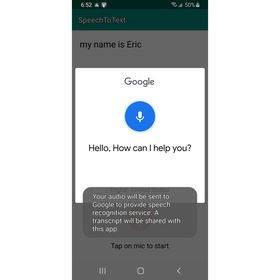 6:52
50%
SpeechToText
my name is Eric
Google
Hello, How can I help you?
Your audio will be sent to
Google to provide speech
recognition service. A
transcript will be shared with
this app.
Tap on mic to start